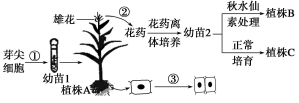 雄花
②
花药
花药离
体培养
幼苗2
秋水仙
素处理
植株B
正常
培育
植株C
芽尖
细胞
①
幼苗1
植株A
③